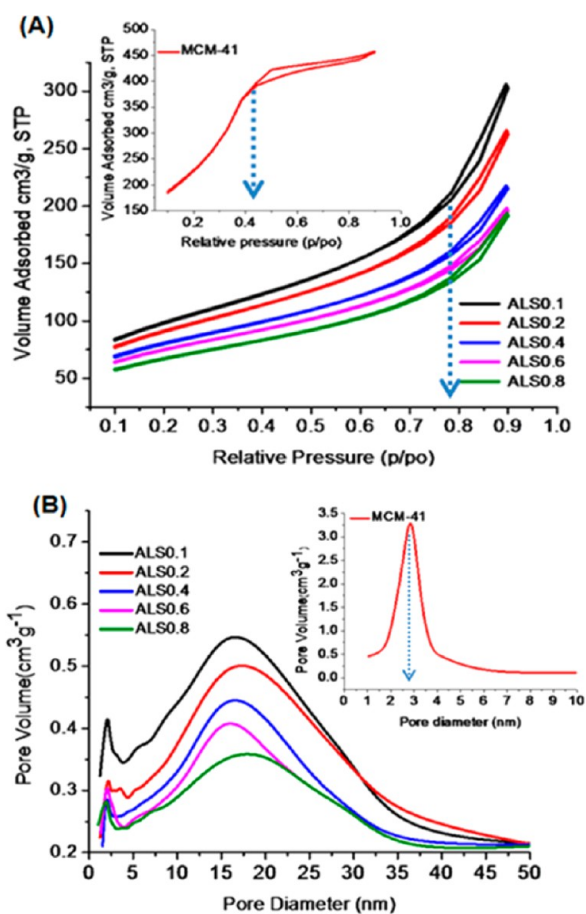 (A)
Volume Adsorbed cm3/g, STP
300
250
200
150
100
50
0.1 0.2 0.3 0.4 0.5 0.6 0.7 0.8 0.9 1.0
Relative Pressure (p/po)
Volume Adsorbed cm3/g, STP
450
400
350
300
250
200
150
MCM-41
0.2 0.4 0.6 0.8 1.0
Relative pressure (p/po)
ALS0.1
ALS0.2
ALS0.4
ALS0.6
ALS0.8
(B)
Pore Volume(cm3g-1)
0.7
0.6
0.5
0.4
0.3
0.2
ALS0.1
ALS0.2
ALS0.4
ALS0.6
ALS0.8
0 5 10 15 20 25 30 35 40 45 50
Pore Diameter (nm)
Pore Volume(cm3g-1)
3.5
3.0
2.5
2.0
1.5
1.0
0.5
0.0
MCM-41
0 1 2 3 4 5 6 7 8 9 10
Pore diameter (nm)